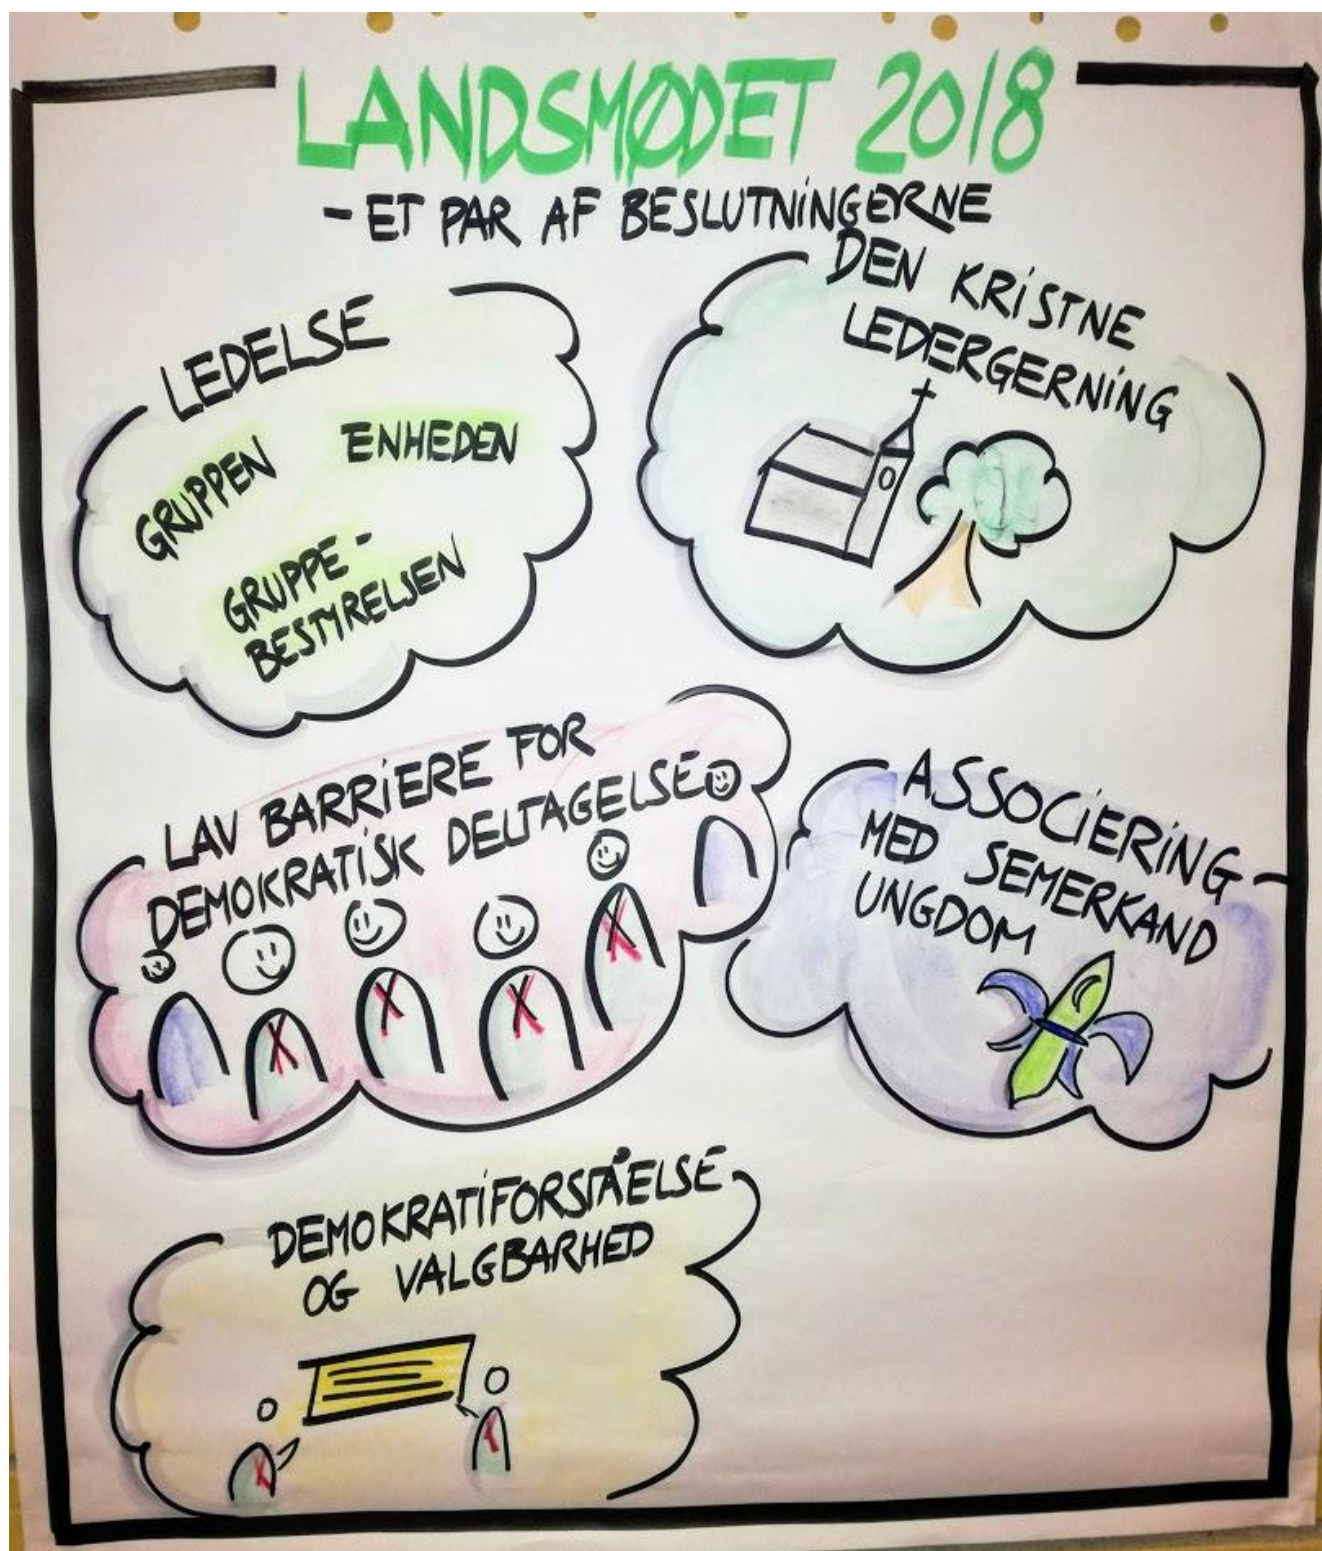 LANDSMØDET 2018
- ET PAR AF BESLUTNINGERNE
LEDELSE
GRUPPEN
ENHEDEN
GRUPPE-
BESTYRELSEN
DEN KRISTNE
LEDERGERNING
LAV BARRIERE FOR
DEMOKRATISK DELTAGELSE
ASSOCIERING-
MED SEMERKAND
UNGDOM
DEMOKRATIFORSTÅELSE
OG VALGBARHED